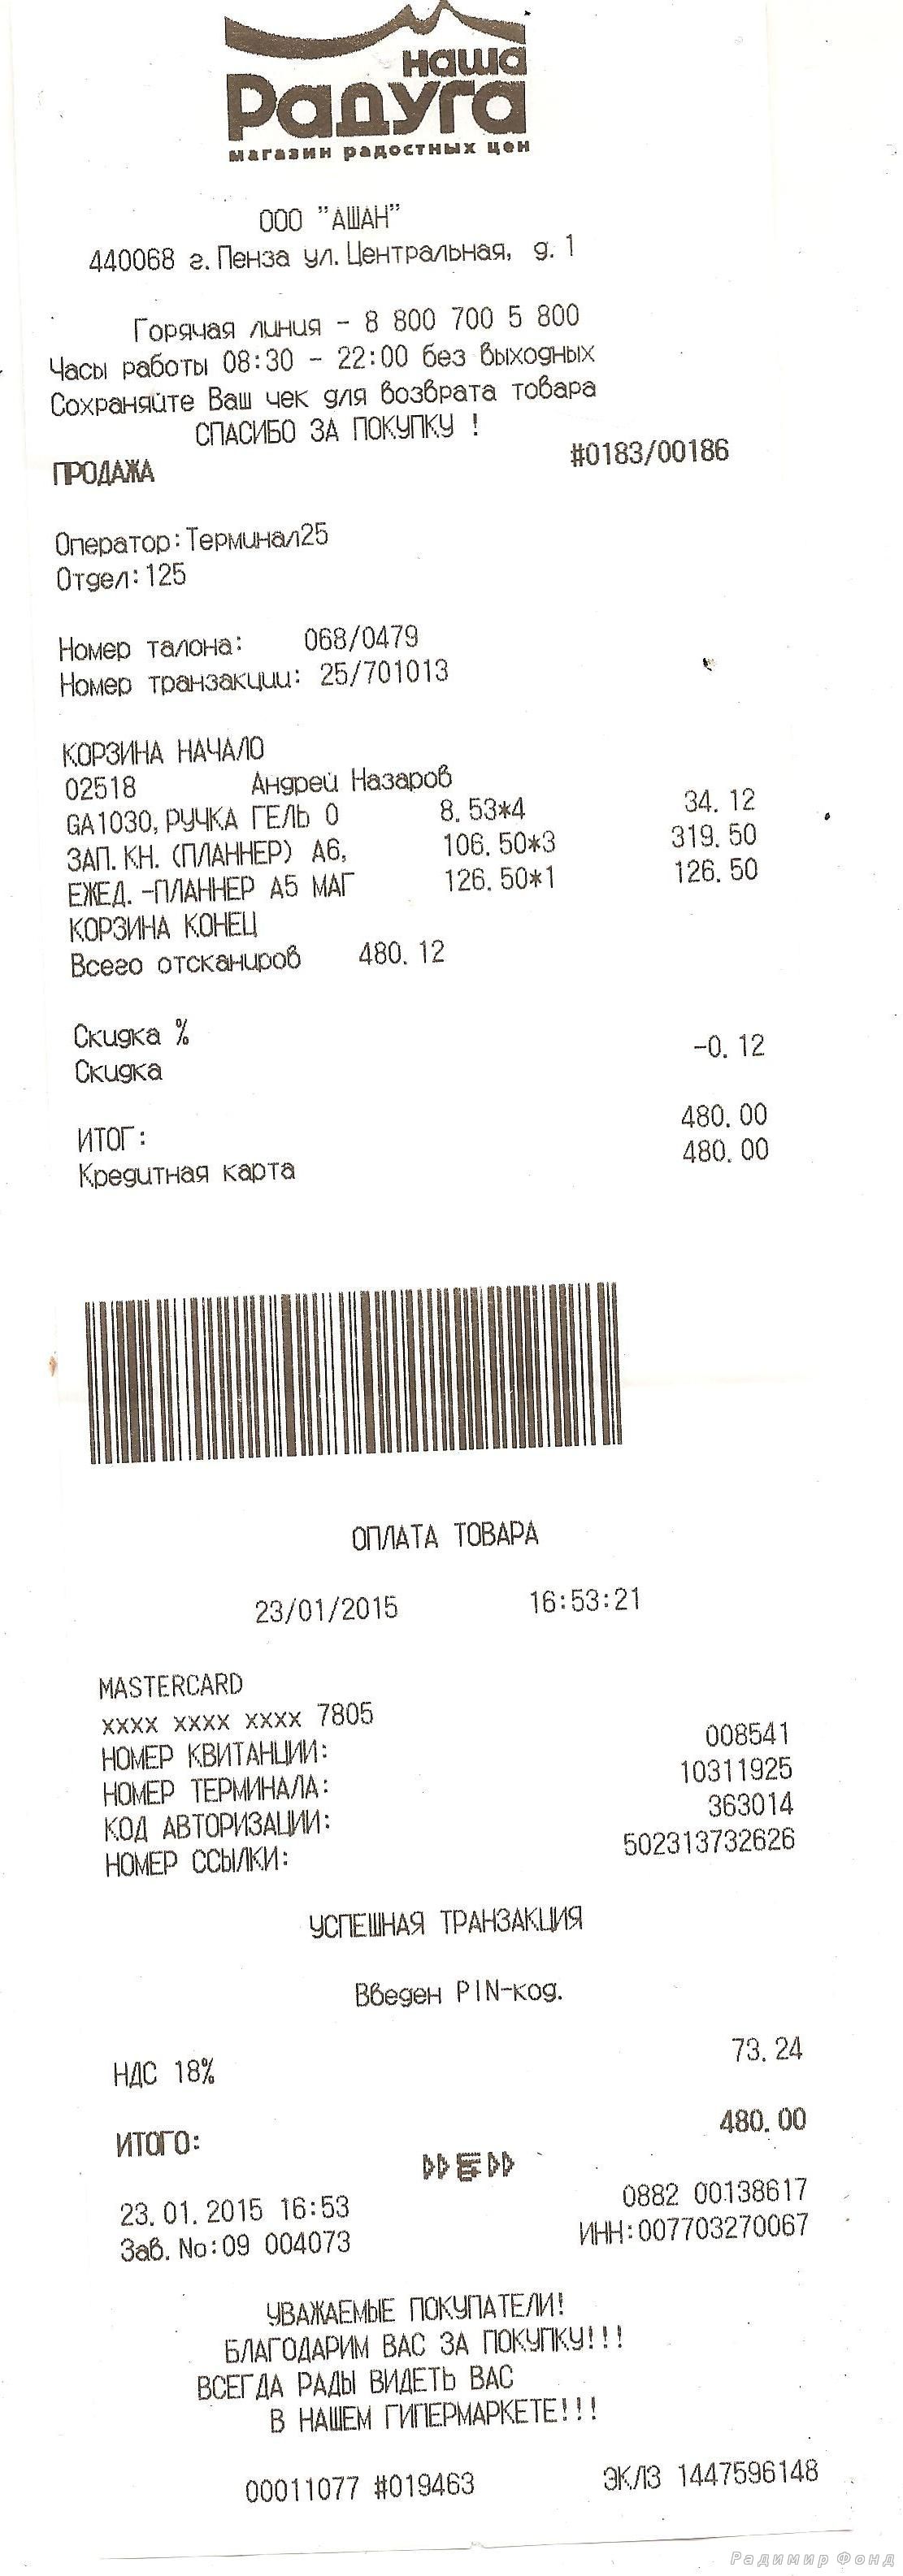 наша
Радуга
магазин радостных цен
ООО "АШАН"
440068 г.Пенза ул.Центральная, д.1
Горячая линия - 8 800 700 5 800
Часы работы 08:30 - 22:00 без выходных
Сохраняйте Ваш чек для возврата товара
СПАСИБО ЗА ПОКУПКУ !
ПРОДАЖА #0183/00186
Оператор:Терминал25
Отдел:125
Номер талона: 068/0479
Номер транзакции: 25/701013
КОРЗИНА НАЧАЛО
02518 Андрей Назаров
GA1030,РУЧКА ГЕЛЬ 0 8.53*4 34.12
ЗАП.КН.(ПЛАННЕР) А6, 106.50*3 319.50
ЕЖЕД.-ПЛАННЕР А5 МАГ 126.50*1 126.50
КОРЗИНА КОНЕЦ
Всего отсканиров 480.12
Скидка %
Скидка -0.12
ИТОГ: 480.00
Кредитная карта 480.00
ОПЛАТА ТОВАРА
23/01/2015 16:53:21
MASTERCARD
xxxx xxxx xxxx 7805
НОМЕР КВИТАНЦИИ: 008541
НОМЕР ТЕРМИНАЛА: 10311925
КОД АВТОРИЗАЦИИ: 363014
НОМЕР ССЫЛКИ: 502313732626
УСПЕШНАЯ ТРАНЗАКЦИЯ
Введен PIN-код.
НДС 18% 73.24
ИТОГО: 480.00
23.01.2015 16:53 0882 00138617
Зав.No:09 004073 ИНН:007703270067
УВАЖАЕМЫЕ ПОКУПАТЕЛИ!
БЛАГОДАРИМ ВАС ЗА ПОКУПКУ!!!
ВСЕГДА РАДЫ ВИДЕТЬ ВАС
В НАШЕМ ГИПЕРМАРКЕТЕ!!!
00011077 #019463 ЭКЛЗ 1447596148
Радимир Фонд